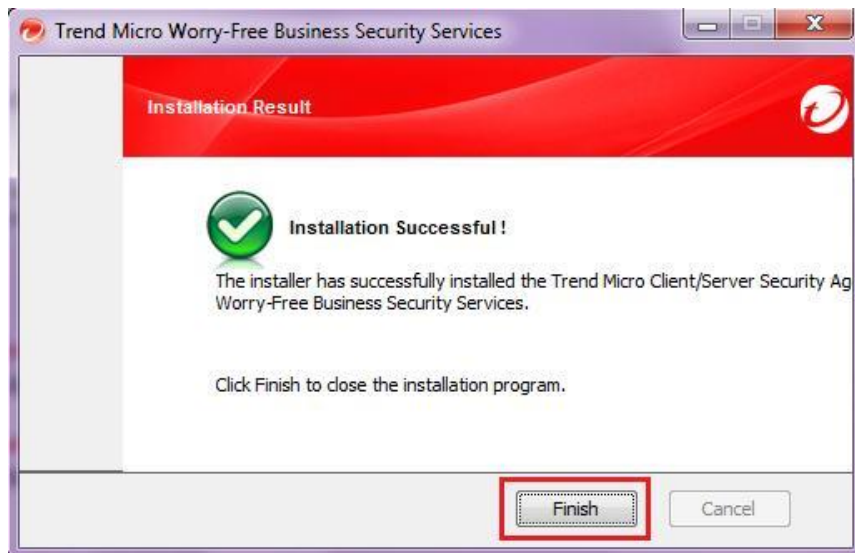 Trend Micro Worry-Free Business Security Services
Installation Result
Installation Successful!
The installer has successfully installed the Trend Micro Client/Server Security Ag
Worry-Free Business Security Services.
Click Finish to close the installation program.
Finish
Cancel